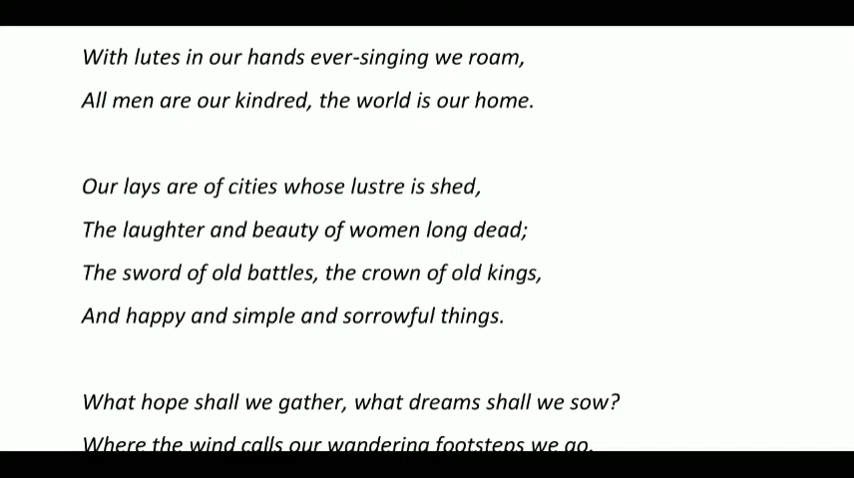 With lutes in our hands ever-singing we roam,
All men are our kindred, the world is our home.
Our lays are of cities whose lustre is shed,
The laughter and beauty of women long dead;
The sword of old battles, the crown of old kings,
And happy and simple and sorrowful things.
What hope shall we gather, what dreams shall we sow?
Where the wind calls our wandering footsteps we go.